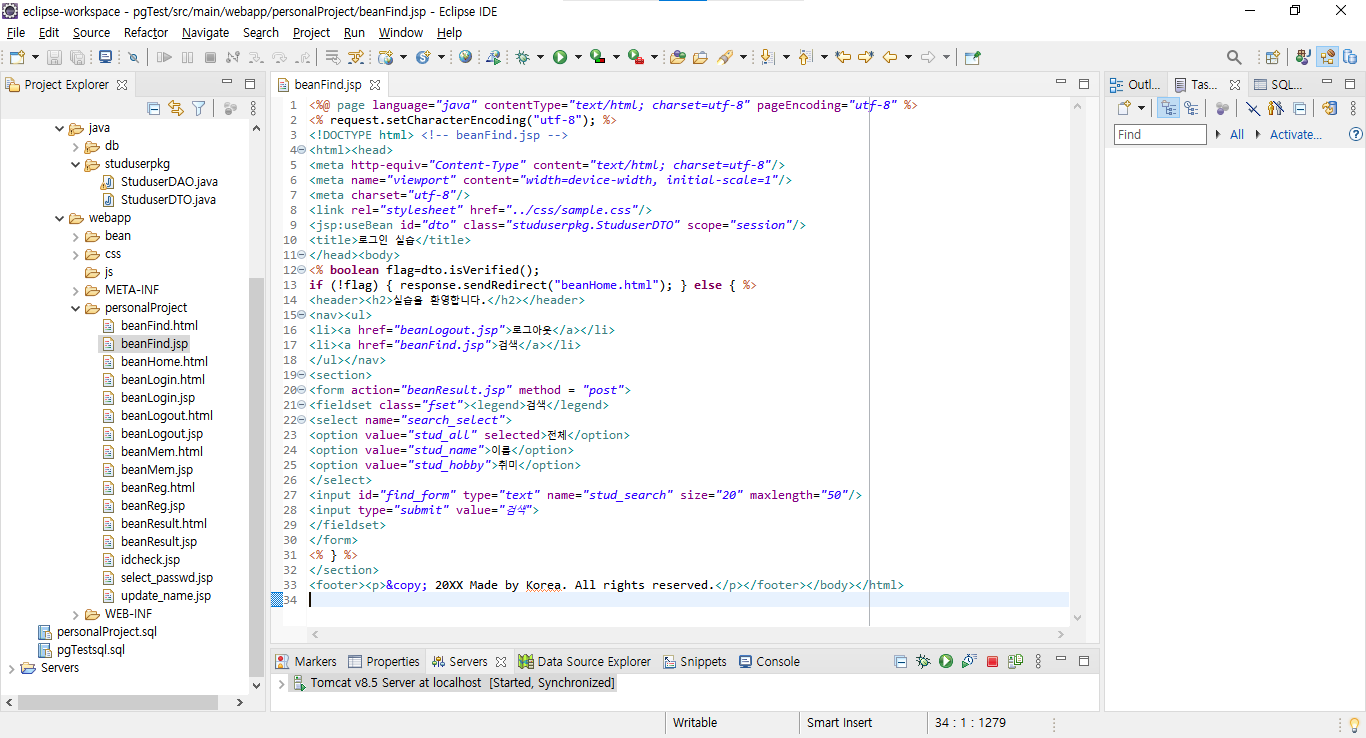 eclipse-workspace - pgTest/src/main/webapp/personalProject/beanFind.jsp - Eclipse IDE
File Edit Source Refactor Navigate Search Project Run Window Help
Project Explorer
java
db
studuserpkg
StuduserDAO.java
StuduserDTO.java
webapp
bean
css
js
META-INF
personalProject
beanFind.html
beanFind.jsp
beanHome.html
beanLogin.html
beanLogin.jsp
beanLogout.html
beanLogout.jsp
beanMem.html
beanMem.jsp
beanReg.html
beanReg.jsp
beanResult.html
beanResult.jsp
idcheck.jsp
select_passwd.jsp
update_name.jsp
WEB-INF
personalProject.sql
pgTestsql.sql
Servers
beanFind.jsp
1 <%@ page language="java" contentType="text/html; charset=utf-8" pageEncoding="utf-8" %>
2 <% request.setCharacterEncoding("utf-8"); %>
3 <!DOCTYPE html> <!-- beanFind.jsp -->
4 <html><head>
5 <meta http-equiv="Content-Type" content="text/html; charset=utf-8"/>
6 <meta name="viewport" content="width=device-width, initial-scale=1"/>
7 <meta charset="utf-8"/>
8 <link rel="stylesheet" href="../css/sample.css"/>
9 <jsp:useBean id="dto" class="studuserpkg.StuduserDTO" scope="session"/>
10 <title>로그인 실습</title>
11 </head><body>
12 <% boolean flag=dto.isVerified();
13 if (!flag) { response.sendRedirect("beanHome.html"); } else { %>
14 <header><h2>실습을 환영합니다.</h2></header>
15 <nav><ul>
16 <li><a href="beanLogout.jsp">로그아웃</a></li>
17 <li><a href="beanFind.jsp">검색</a></li>
18 </ul></nav>
19 <section>
20 <form action="beanResult.jsp" method = "post">
21 <fieldset class="fset"><legend>검색</legend>
22 <select name="search_select">
23 <option value="stud_all" selected>전체</option>
24 <option value="stud_name">이름</option>
25 <option value="stud_hobby">취미</option>
26 </select>
27 <input id="find_form" type="text" name="stud_search" size="20" maxlength="50"/>
28 <input type="submit" value="검색">
29 </fieldset>
30 </form>
31 <% } %>
32 </section>
33 <footer><p>&copy; 20XX Made by Korea. All rights reserved.</p></footer></body></html>
34
Outl... Tas... SQL...
Find All Activate...
Markers Properties Servers Data Source Explorer Snippets Console
Tomcat v8.5 Server at localhost [Started, Synchronized]
Writable Smart Insert 34 : 1 : 1279